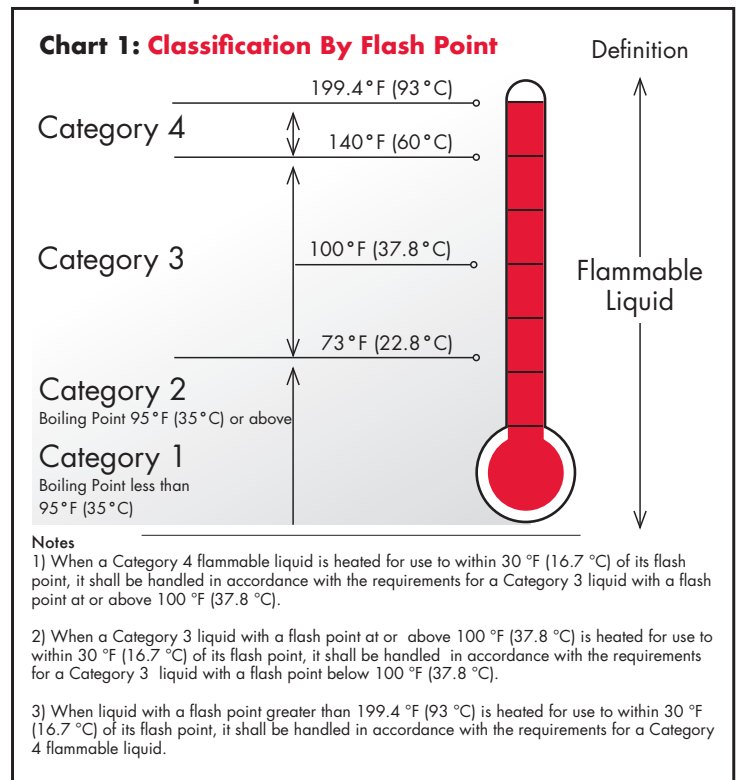 Chart 1: Classification By Flash Point
Definition
199.4°F (93°C)
Category 4
140°F (60°C)
Category 3
100°F (37.8°C)
Flammable
Liquid
73°F (22.8°C)
Category 2
Boiling Point 95°F (35°C) or above
Category 1
Boiling Point less than
95°F (35°C)
Notes
1) When a Category 4 flammable liquid is heated for use to within 30 °F (16.7 °C) of its flash
point, it shall be handled in accordance with the requirements for a Category 3 liquid with a flash
point at or above 100 °F (37.8 °C).
2) When a Category 3 liquid with a flash point at or above 100 °F (37.8 °C) is heated for use to
within 30 °F (16.7 °C) of its flash point, it shall be handled in accordance with the requirements
for a Category 3 liquid with a flash point below 100 °F (37.8 °C).
3) When liquid with a flash point greater than 199.4 °F (93 °C) is heated for use to within 30 °F
(16.7 °C) of its flash point, it shall be handled in accordance with the requirements for a Category
4 flammable liquid.